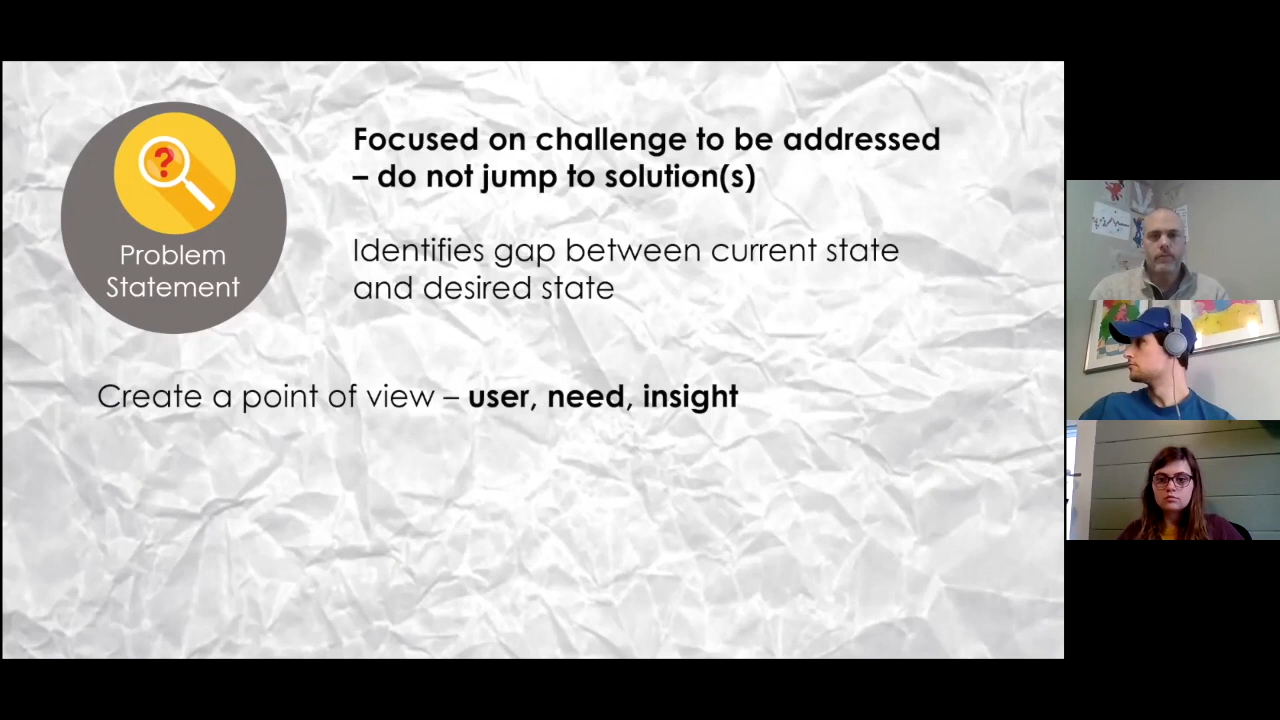 Problem
Statement
Focused on challenge to be addressed
– do not jump to solution(s)
Identifies gap between current state
and desired state
Create a point of view – user, need, insight